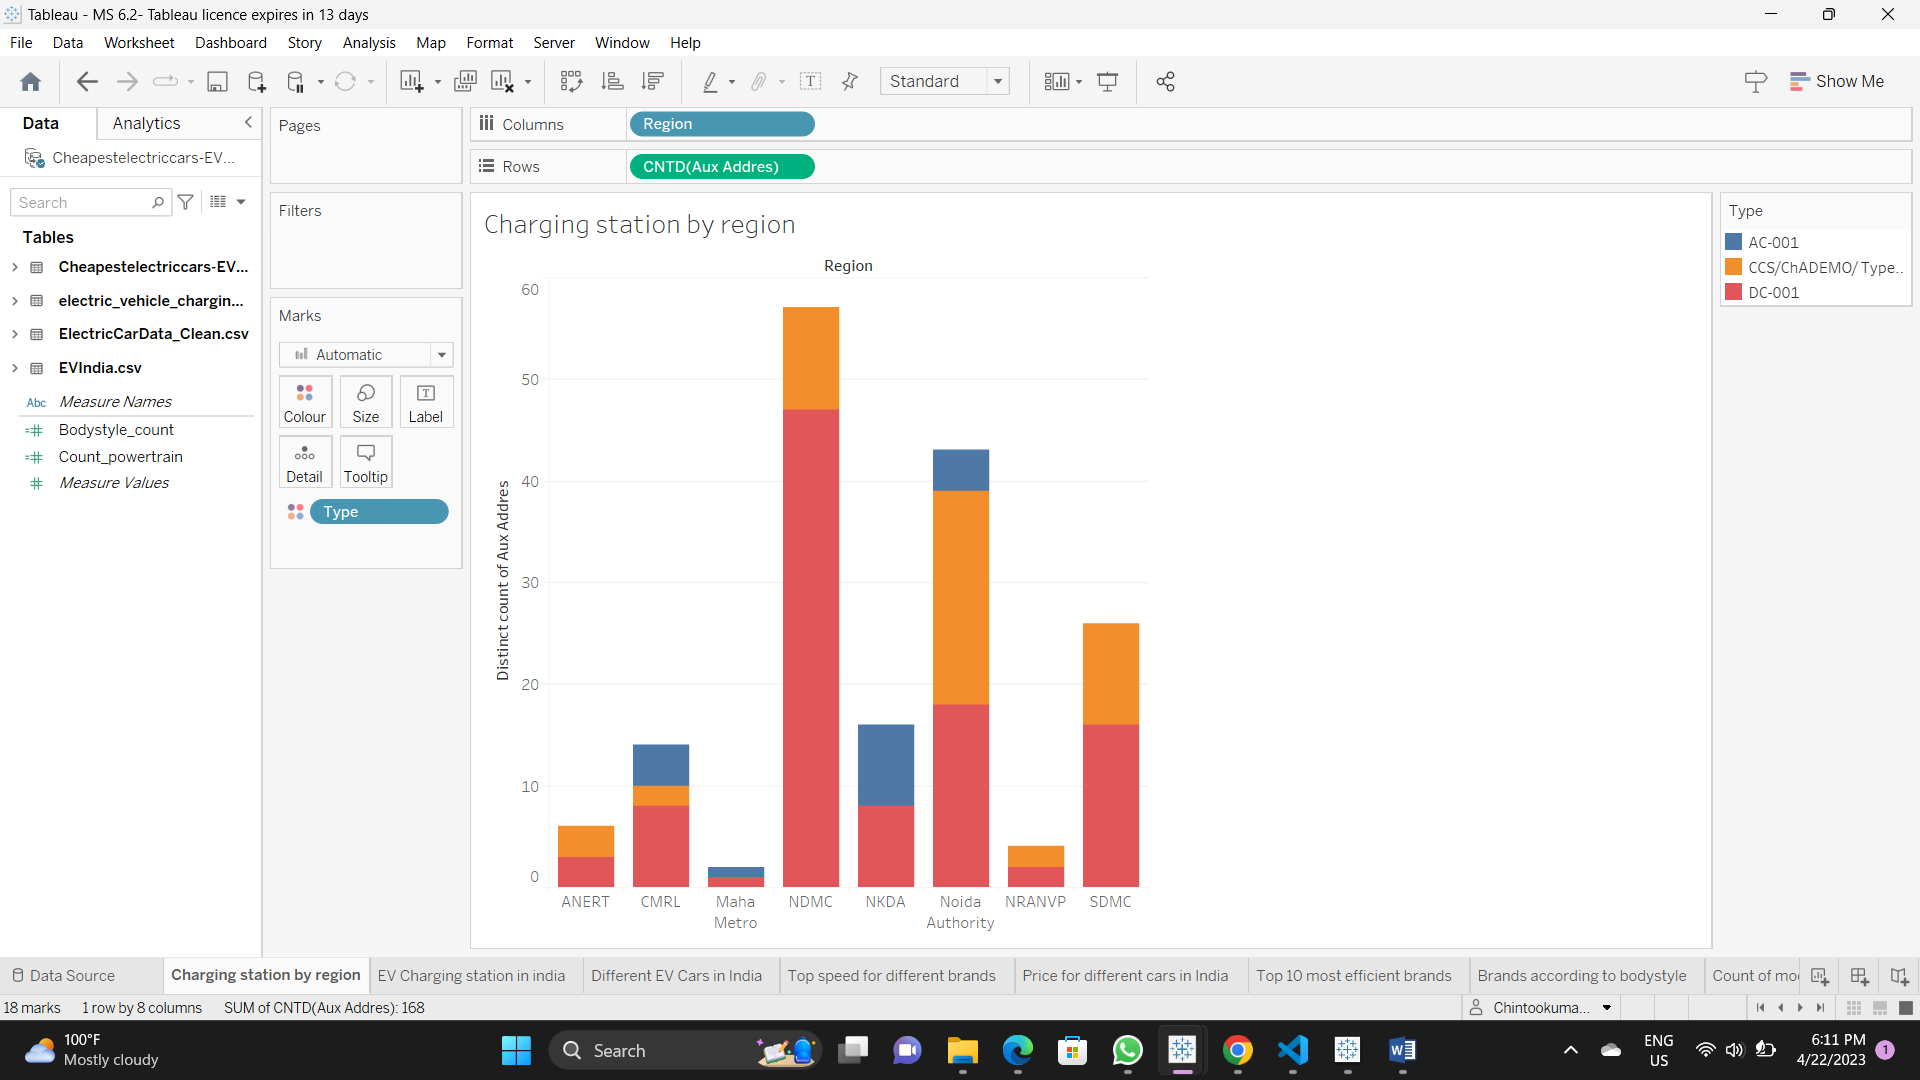 Tableau - MS 6.2- Tableau licence expires in 13 days
File Data Worksheet Dashboard Story Analysis Map Format Server Window Help
Standard
Show Me
Data Analytics
Cheapestelectriccars-EV...
Search
Tables
Cheapestelectriccars-EV...
electric_vehicle_chargin...
ElectricCarData_Clean.csv
EVIndia.csv
Abc Measure Names
Bodystyle_count
Count_powertrain
Measure Values
Pages
Filters
Marks
Automatic
Colour Size Label
Detail Tooltip
Type
Columns Region
Rows CNTD(Aux Addres)
Charging station by region
Region
Distinct count of Aux Addres
60
50
40
30
20
10
0
ANERT CMRL Maha Metro NDMC NKDA Noida Authority NRANVP SDMC
Type
AC-001
CCS/ChADEMO/ Type..
DC-001
Data Source Charging station by region EV Charging station in india Different EV Cars in India Top speed for different brands Price for different cars in India Top 10 most efficient brands Brands according to bodystyle Count of mo
18 marks 1 row by 8 columns SUM of CNTD(Aux Addres): 168
Chintookuma...
100°F
Mostly cloudy
Search
ENG
US
6:11 PM
4/22/2023
1